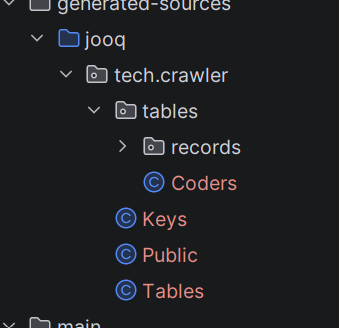 generated-sources
jooq
tech.crawler
tables
records
C Coders
C Keys
C Public
C Tables
main